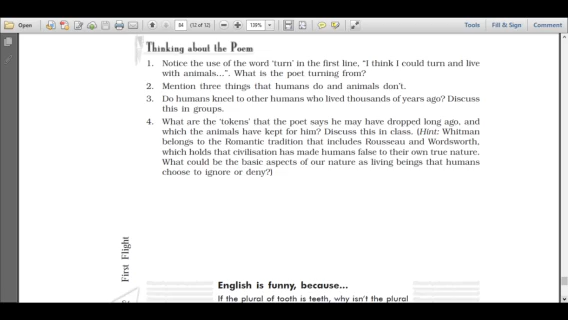 Open
84
(12 of 12)
139%
Tools
Fill & Sign
Comment
Thinking about the Poem
1. Notice the use of the word ‘turn’ in the first line, “I think I could turn and live
with animals...”. What is the poet turning from?
2. Mention three things that humans do and animals don’t.
3. Do humans kneel to other humans who lived thousands of years ago? Discuss
this in groups.
4. What are the ‘tokens’ that the poet says he may have dropped long ago, and
which the animals have kept for him? Discuss this in class. (Hint: Whitman
belongs to the Romantic tradition that includes Rousseau and Wordsworth,
which holds that civilisation has made humans false to their own true nature.
What could be the basic aspects of our nature as living beings that humans
choose to ignore or deny?)
First Flight
English is funny, because...
If the plural of tooth is teeth, why isn’t the plural